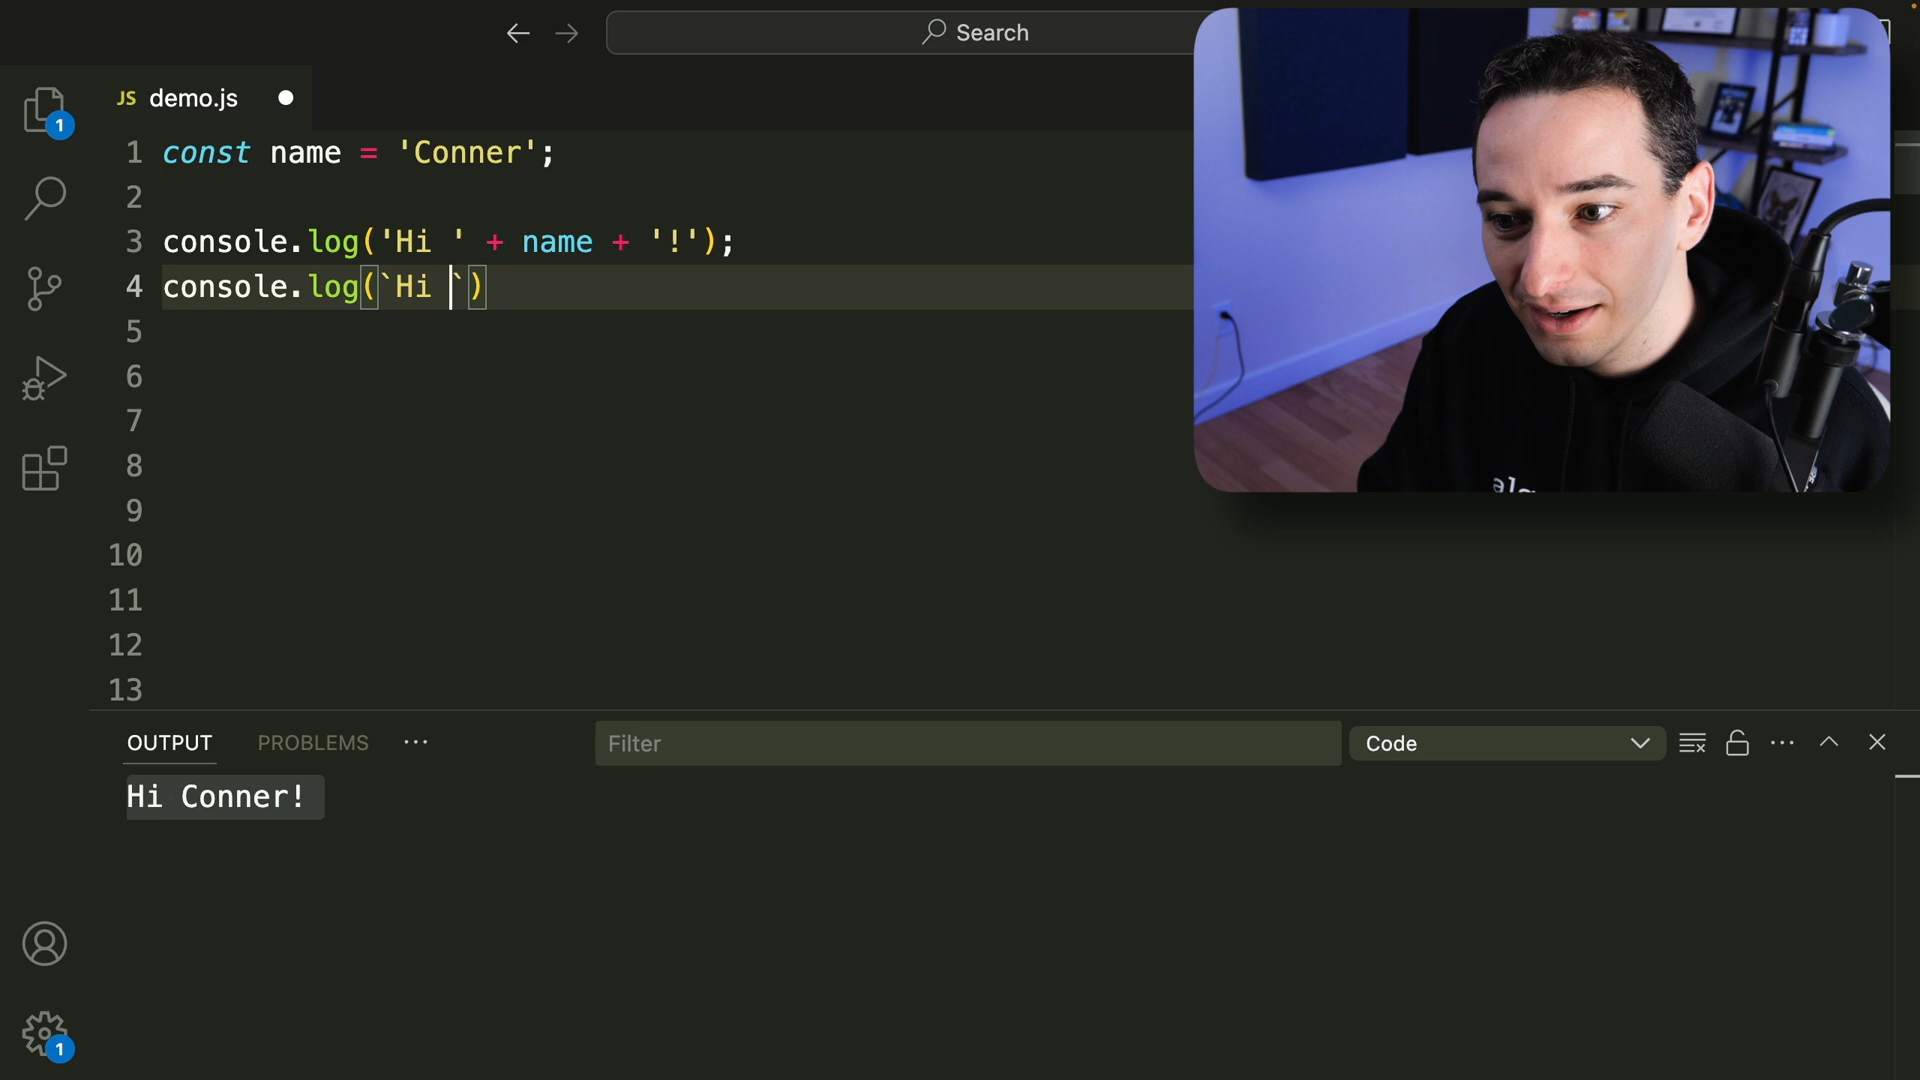 Search
JS demo.js
1
1 const name = 'Conner';
2
3 console.log('Hi ' + name + '!');
4 console.log(`Hi `)
5
6
7
8
9
10
11
12
13
OUTPUT PROBLEMS ... Filter Code ...
Hi Conner!
1